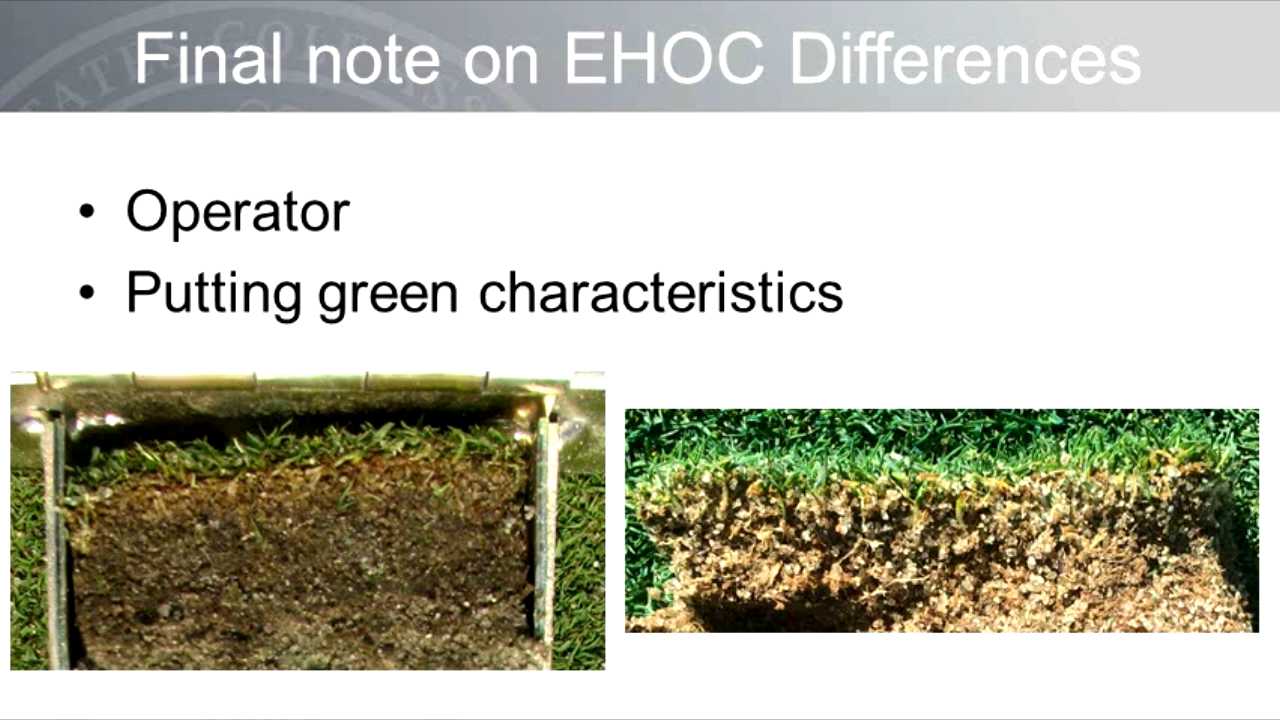 Final note on EHOC Differences
• Operator
• Putting green characteristics